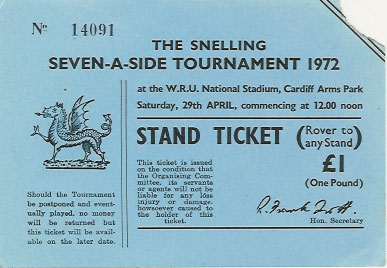 No 14091
THE SNELLING
SEVEN-A-SIDE TOURNAMENT 1972
at the W.R.U. National Stadium, Cardiff Arms Park
Saturday, 29th APRIL, commencing at 12.00 noon
STAND TICKET (Rover to any Stand)
£1
(One Pound)
This ticket is issued
on the condition that
the Organising Com-
mittee, its servants
or agents will not
be liable for any loss
injury or damage,
howsoever caused to
the holder of this
ticket.
Hon. Secretary
Should the Tournament
be postponed and event-
ually played, no money
will be returned but
this ticket will be avail-
able on the later date.